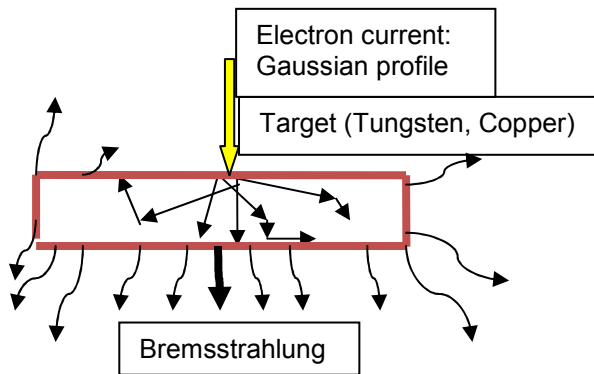 Electron current:
Gaussian profile
Target (Tungsten, Copper)
Bremsstrahlung